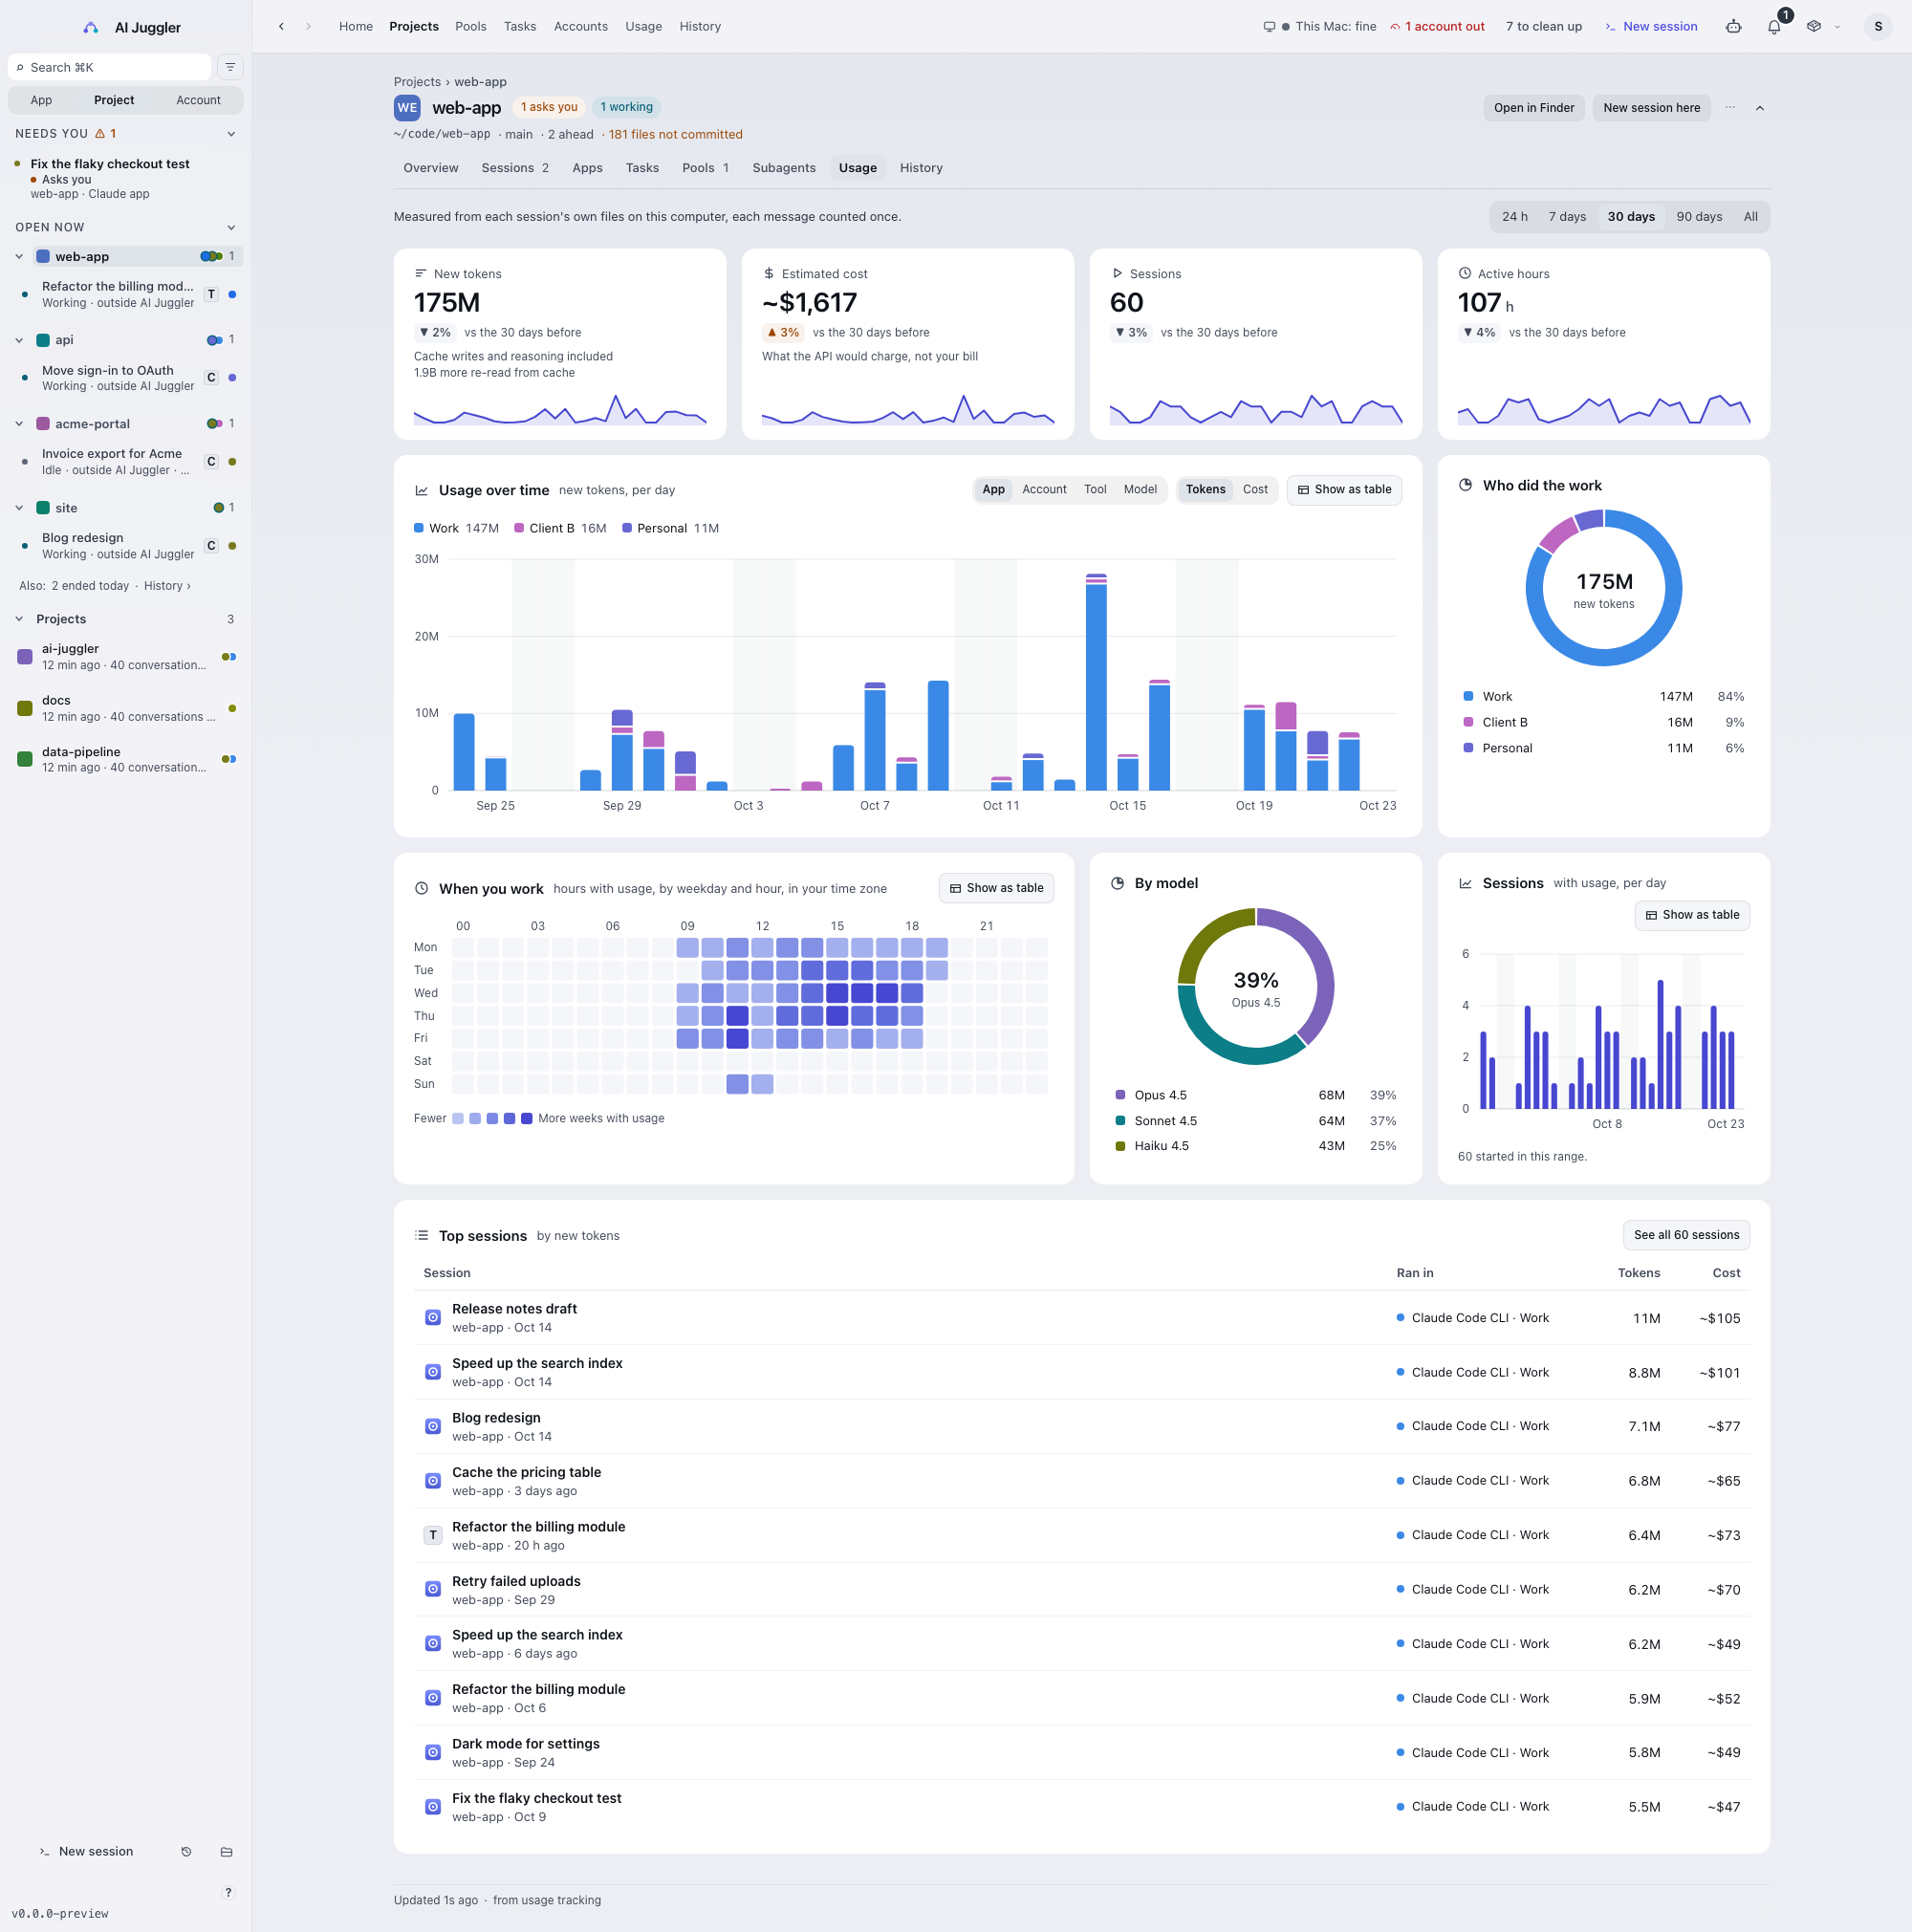 AI Juggler
Search ⌘K
App Project Account
NEEDS YOU 1
Fix the flaky checkout test
Asks you
web-app · Claude app
OPEN NOW
web-app 1
Refactor the billing mod... T
Working · outside AI Juggler
api 1
Move sign-in to OAuth C
Working · outside AI Juggler
acme-portal 1
Invoice export for Acme C
Idle · outside AI Juggler · ...
site 1
Blog redesign C
Working · outside AI Juggler
Also: 2 ended today · History ›
Projects 3
ai-juggler
12 min ago · 40 conversation...
docs
12 min ago · 40 conversations ...
data-pipeline
12 min ago · 40 conversation...
New session
?
v0.0.0-preview
Home Projects Pools Tasks Accounts Usage History
This Mac: fine 1 account out 7 to clean up New session 1 S
Projects › web-app
WE web-app 1 asks you 1 working
Open in Finder New session here ...
~/code/web-app · main · 2 ahead · 181 files not committed
Overview Sessions 2 Apps Tasks Pools 1 Subagents Usage History
Measured from each session's own files on this computer, each message counted once.
24 h 7 days 30 days 90 days All
New tokens
175M
▼ 2% vs the 30 days before
Cache writes and reasoning included
1.9B more re-read from cache
Estimated cost
~$1,617
▲ 3% vs the 30 days before
What the API would charge, not your bill
Sessions
60
▼ 3% vs the 30 days before
Active hours
107 h
▼ 4% vs the 30 days before
Usage over time new tokens, per day
App Account Tool Model Tokens Cost Show as table
Work 147M Client B 16M Personal 11M
30M
20M
10M
0
Sep 25 Sep 29 Oct 3 Oct 7 Oct 11 Oct 15 Oct 19 Oct 23
Who did the work
175M
new tokens
Work 147M 84%
Client B 16M 9%
Personal 11M 6%
When you work hours with usage, by weekday and hour, in your time zone Show as table
00 03 06 09 12 15 18 21
Mon
Tue
Wed
Thu
Fri
Sat
Sun
Fewer More weeks with usage
By model
39%
Opus 4.5
Opus 4.5 68M 39%
Sonnet 4.5 64M 37%
Haiku 4.5 43M 25%
Sessions with usage, per day
Show as table
6
4
2
0
Oct 8 Oct 23
60 started in this range.
Top sessions by new tokens
See all 60 sessions
Session Ran in Tokens Cost
Release notes draft
web-app · Oct 14
Claude Code CLI · Work 11M ~$105
Speed up the search index
web-app · Oct 14
Claude Code CLI · Work 8.8M ~$101
Blog redesign
web-app · Oct 14
Claude Code CLI · Work 7.1M ~$77
Cache the pricing table
web-app · 3 days ago
Claude Code CLI · Work 6.8M ~$65
T Refactor the billing module
web-app · 20 h ago
Claude Code CLI · Work 6.4M ~$73
Retry failed uploads
web-app · Sep 29
Claude Code CLI · Work 6.2M ~$70
Speed up the search index
web-app · 6 days ago
Claude Code CLI · Work 6.2M ~$49
Refactor the billing module
web-app · Oct 6
Claude Code CLI · Work 5.9M ~$52
Dark mode for settings
web-app · Sep 24
Claude Code CLI · Work 5.8M ~$49
Fix the flaky checkout test
web-app · Oct 9
Claude Code CLI · Work 5.5M ~$47
Updated 1s ago · from usage tracking